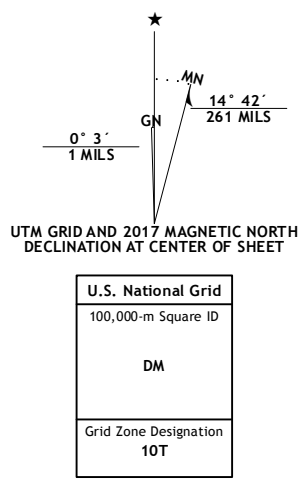 MN
GN
14° 42´
261 MILS
0° 3´
1 MILS
UTM GRID AND 2017 MAGNETIC NORTH
DECLINATION AT CENTER OF SHEET
U.S. National Grid
100,000-m Square ID
DM
Grid Zone Designation
10T